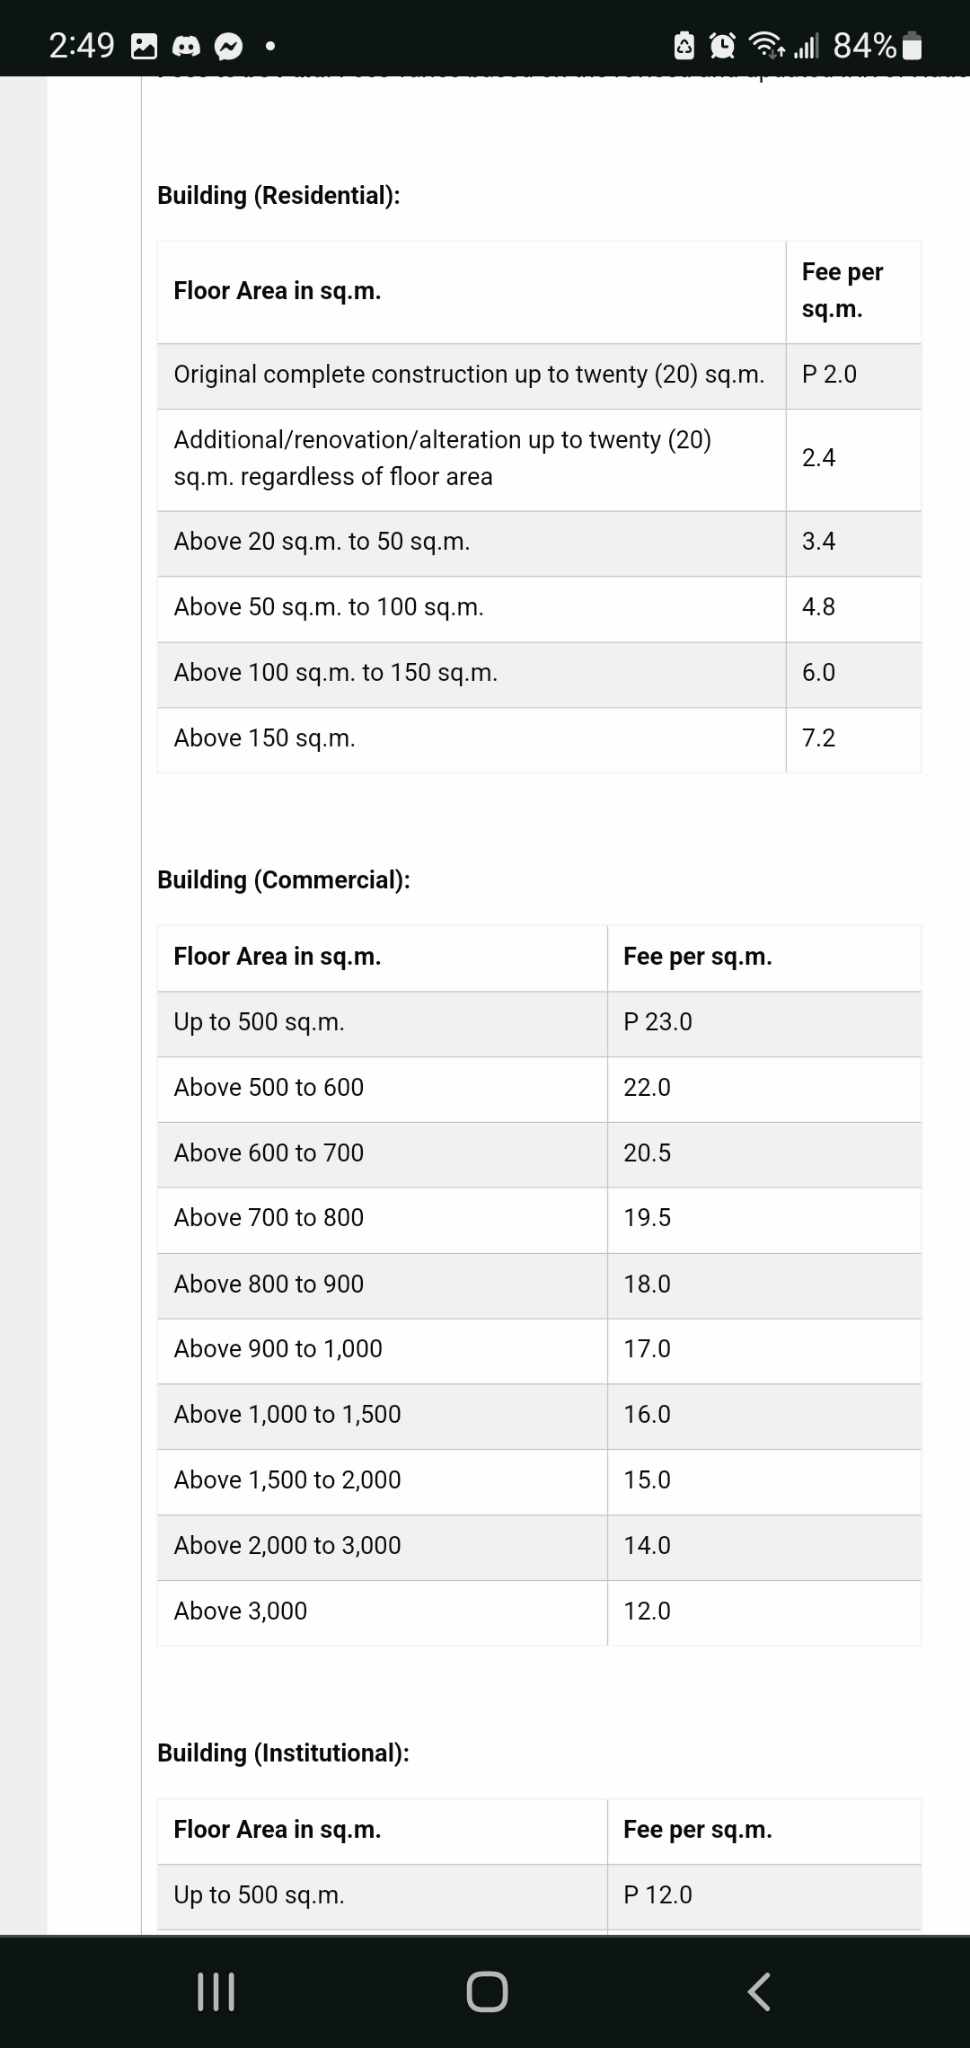 2:49
84%
Building (Residential):
Floor Area in sq.m.
Fee per
sq.m.
Original complete construction up to twenty (20) sq.m.
P 2.0
Additional/renovation/alteration up to twenty (20)
sq.m. regardless of floor area
2.4
Above 20 sq.m. to 50 sq.m.
3.4
Above 50 sq.m. to 100 sq.m.
4.8
Above 100 sq.m. to 150 sq.m.
6.0
Above 150 sq.m.
7.2
Building (Commercial):
Floor Area in sq.m.
Fee per sq.m.
Up to 500 sq.m.
P 23.0
Above 500 to 600
22.0
Above 600 to 700
20.5
Above 700 to 800
19.5
Above 800 to 900
18.0
Above 900 to 1,000
17.0
Above 1,000 to 1,500
16.0
Above 1,500 to 2,000
15.0
Above 2,000 to 3,000
14.0
Above 3,000
12.0
Building (Institutional):
Floor Area in sq.m.
Fee per sq.m.
Up to 500 sq.m.
P 12.0